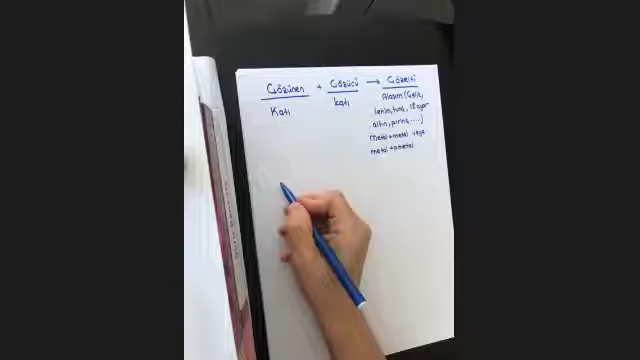 Çözünen + Çözücü → Çözelti
Katı katı Alaşım (Çelik,
lehim, tunç, 18 ayar
altın, pirinç, ....)
metal + metal veya
metal + ametal